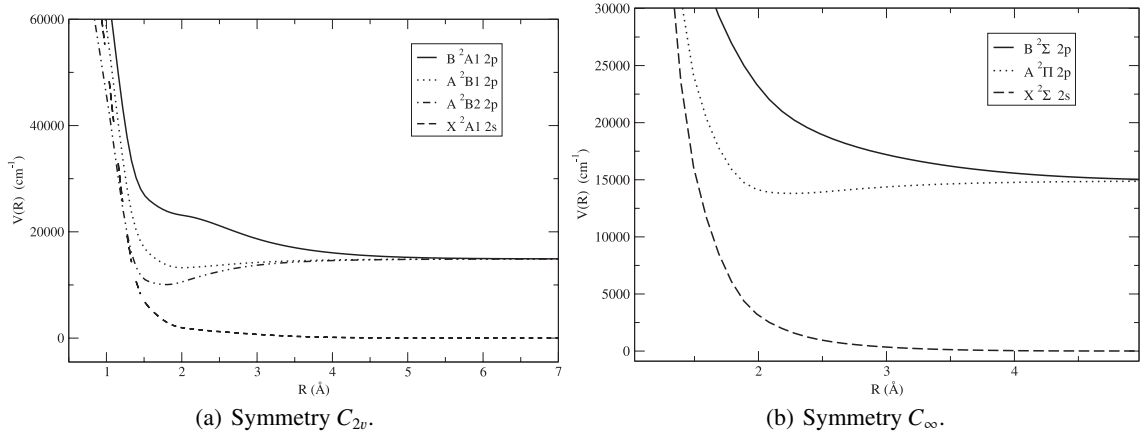 60000
40000
20000
0
V(R) (cm⁻¹)
B ²A1 2p
A ²B1 2p
A ²B2 2p
X ²A1 2s
1 2 3 4 5 6 7
R (Å)
(a) Symmetry C₂ᵥ.
30000
25000
20000
15000
10000
5000
0
V(R) (cm⁻¹)
B ²Σ 2p
A ²Π 2p
X ²Σ 2s
2 3 4
R (Å)
(b) Symmetry C∞.